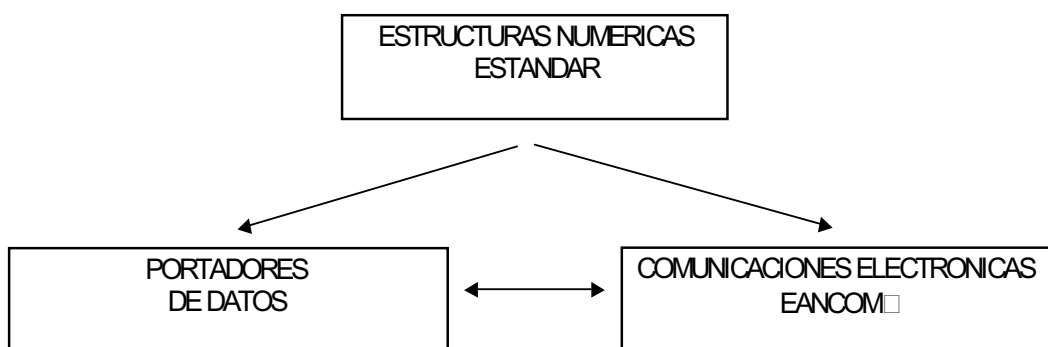 ESTRUCTURAS NUMERICAS
ESTANDAR
PORTADORES
DE DATOS
COMUNICACIONES ELECTRONICAS
EANCOM□